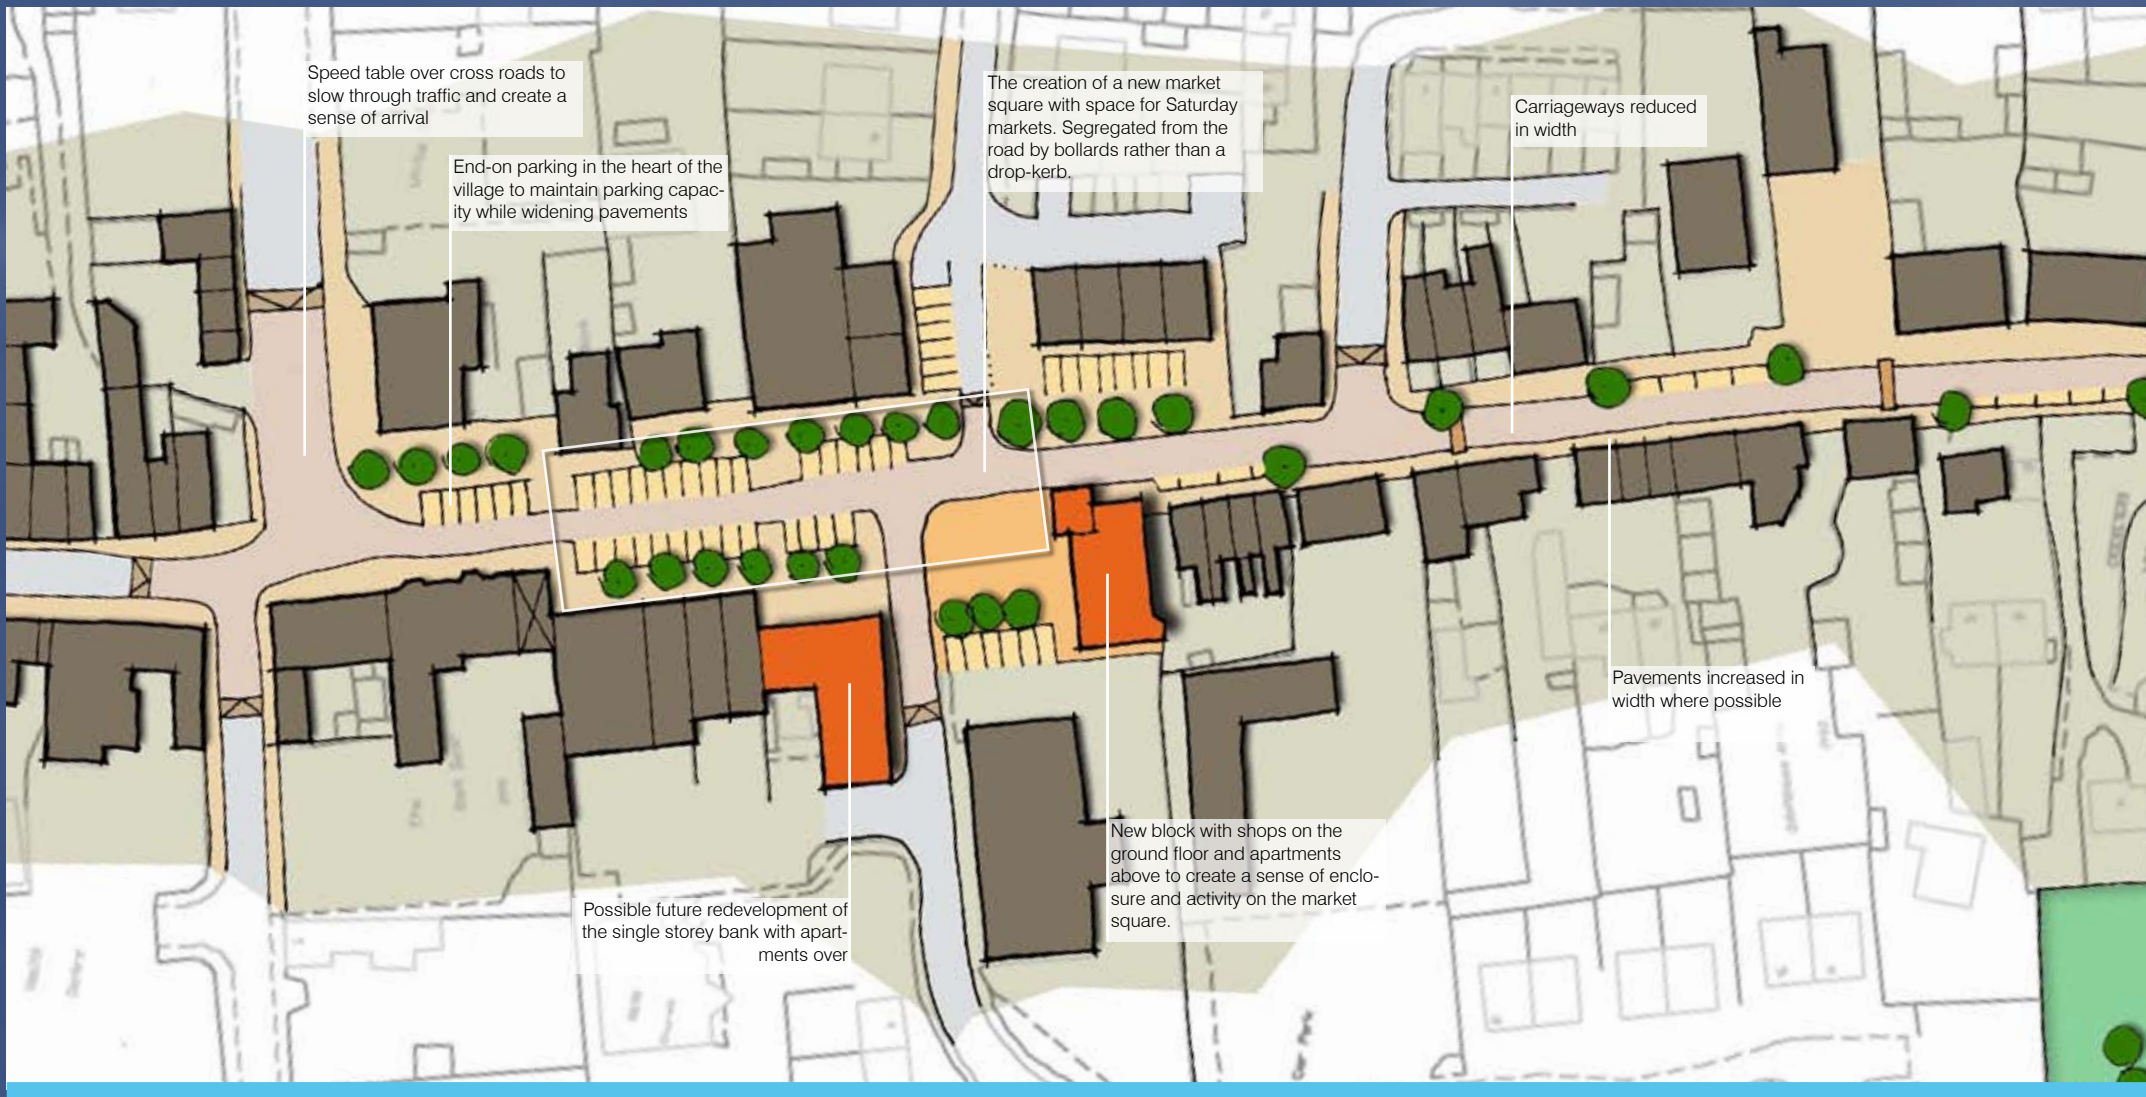 Speed table over cross roads to
slow through traffic and create a
sense of arrival
End-on parking in the heart of the
village to maintain parking capac-
ity while widening pavements
The creation of a new market
square with space for Saturday
markets. Segregated from the
road by bollards rather than a
drop-kerb.
Carriageways reduced
in width
Pavements increased in
width where possible
New block with shops on the
ground floor and apartments
above to create a sense of enclo-
sure and activity on the market
square.
Possible future redevelopment of
the single storey bank with apart-
ments over
Car Park